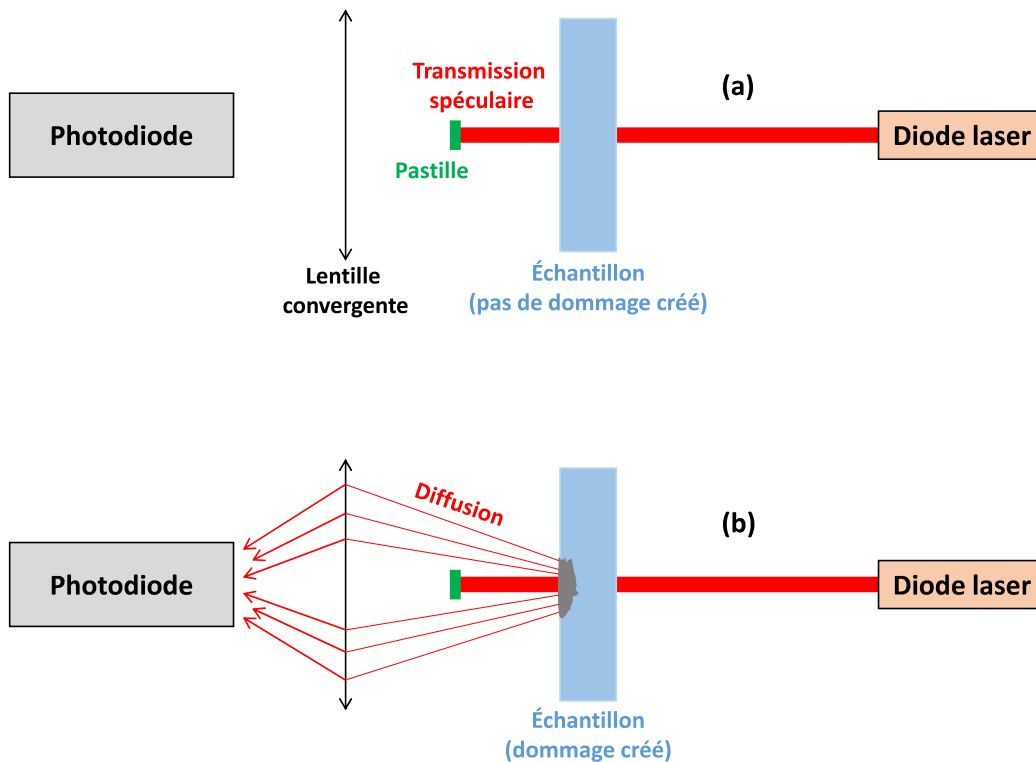 Transmission
spéculaire
(a)
Photodiode
Diode laser
Pastille
Lentille
convergente
Échantillon
(pas de dommage créé)
Diffusion
(b)
Photodiode
Diode laser
Échantillon
(dommage créé)